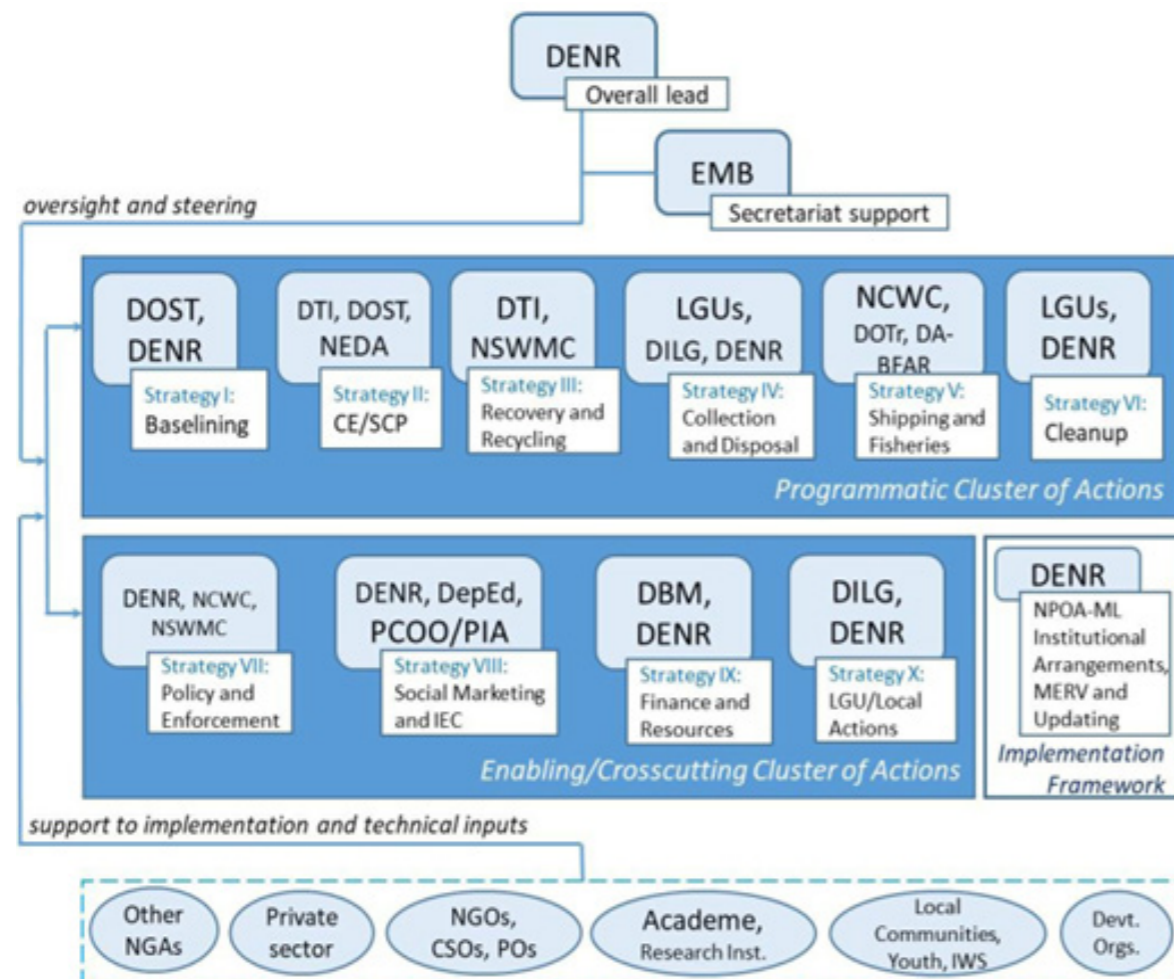 DENR
Overall lead
EMB
Secretariat support
oversight and steering
DOST,
DENR
Strategy I:
Baselining
DTI, DOST,
NEDA
Strategy II:
CE/SCP
DTI,
NSWMC
Strategy III:
Recovery and
Recycling
LGUs,
DILG, DENR
Strategy IV:
Collection
and Disposal
NCWC,
DOTr, DA-
BFAR
Strategy V:
Shipping and
Fisheries
LGUs,
DENR
Strategy VI:
Cleanup
Programmatic Cluster of Actions
DENR, NCWC,
NSWMC
Strategy VII:
Policy and
Enforcement
DENR, DepEd,
PCOO/PIA
Strategy VIII:
Social Marketing
and IEC
DBM,
DENR
Strategy IX:
Finance and
Resources
DILG,
DENR
Strategy X:
LGU/Local
Actions
Enabling/Crosscutting Cluster of Actions
DENR
NPOA-ML
Institutional
Arrangements,
MERV and
Updating
Implementation
Framework
support to implementation and technical inputs
Other
NGAs
Private
sector
NGOs,
CSOs, POs
Academe,
Research Inst.
Local
Communities,
Youth, IWS
Devt.
Orgs.